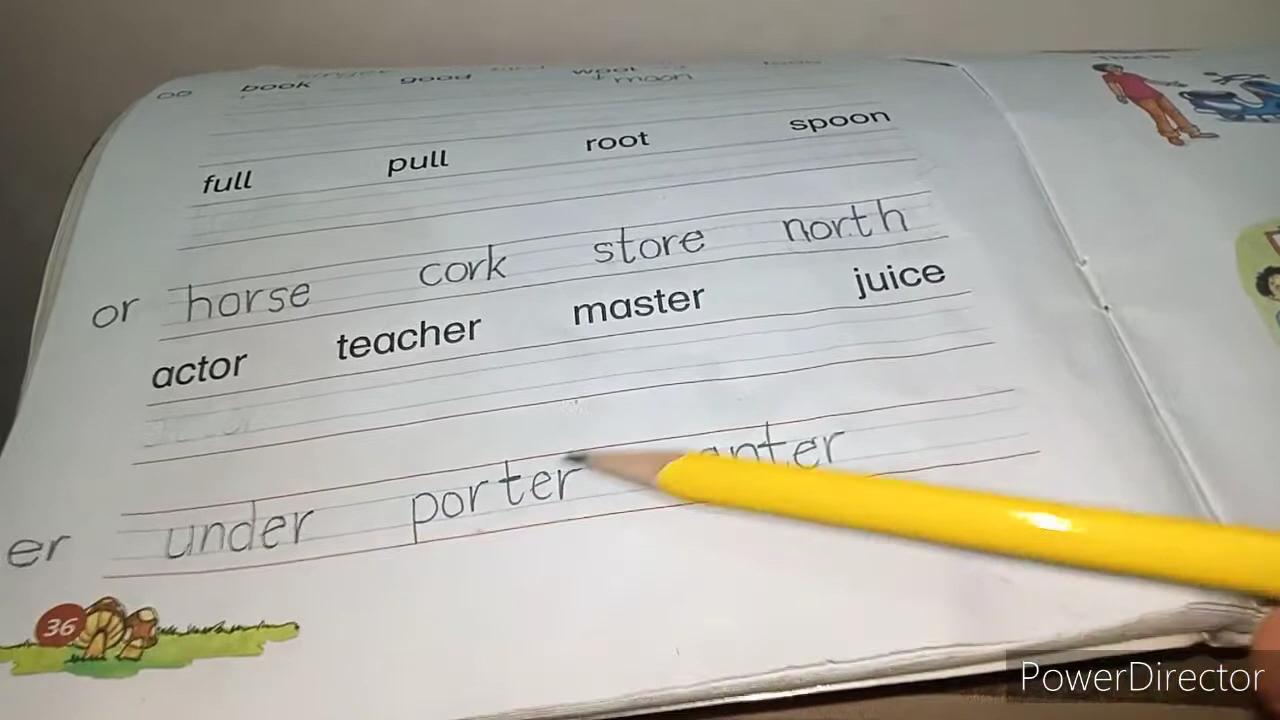 oo book good moon
full pull root spoon
or horse cork store north
actor teacher master juice
er under porter
36
PowerDirector